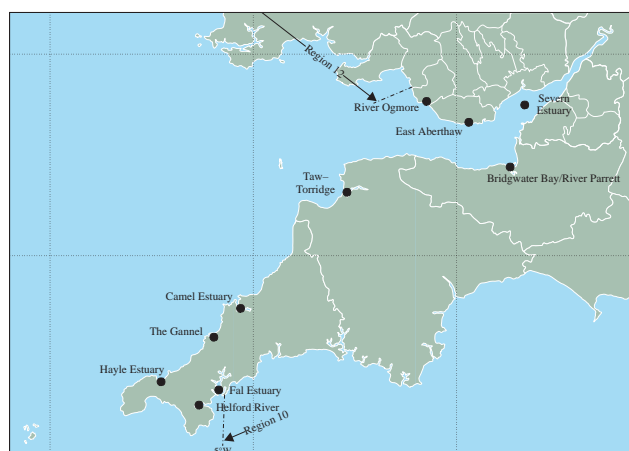 Region 12
River Ogmore
Severn
Estuary
East Aberthaw
Bridgwater Bay/River Parrett
Taw–
Torridge
Camel Estuary
The Gannel
Hayle Estuary
Fal Estuary
Helford River
Region 10
5°W